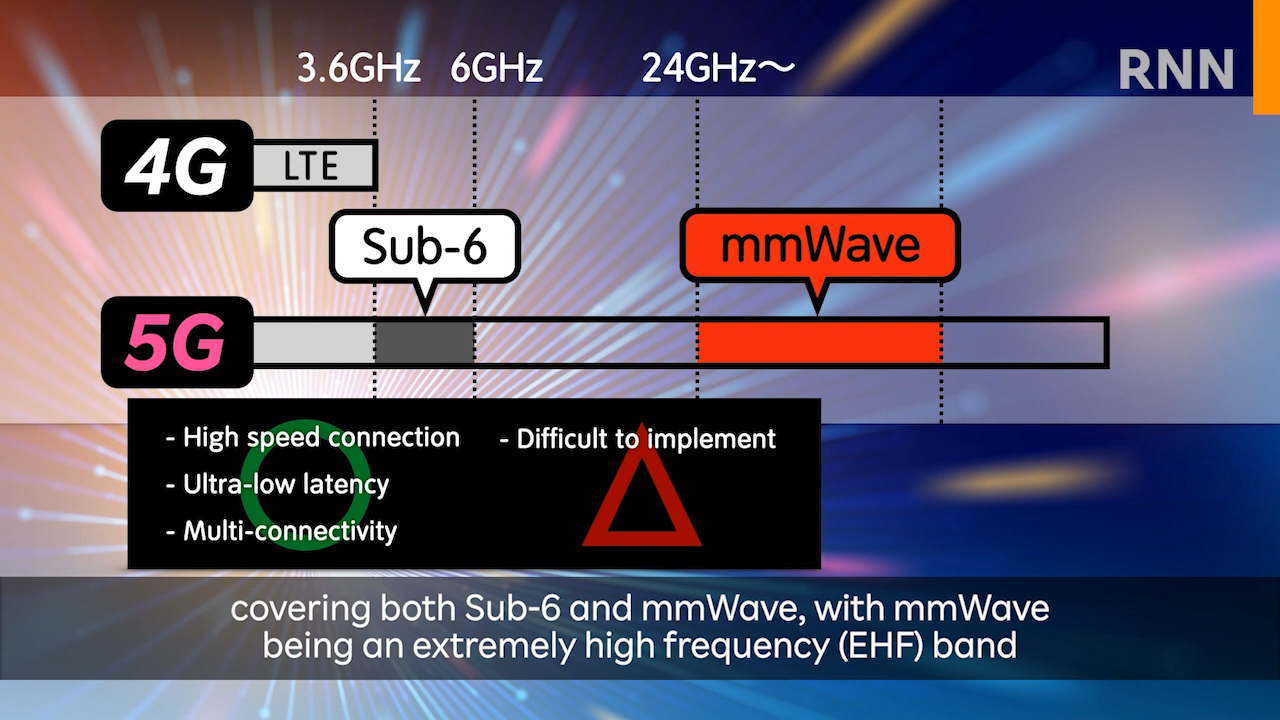 3.6GHz 6GHz 24GHz〜
RNN
4G LTE
Sub-6 mmWave
5G
- High speed connection
- Ultra-low latency
- Multi-connectivity
- Difficult to implement
covering both Sub-6 and mmWave, with mmWave
being an extremely high frequency (EHF) band